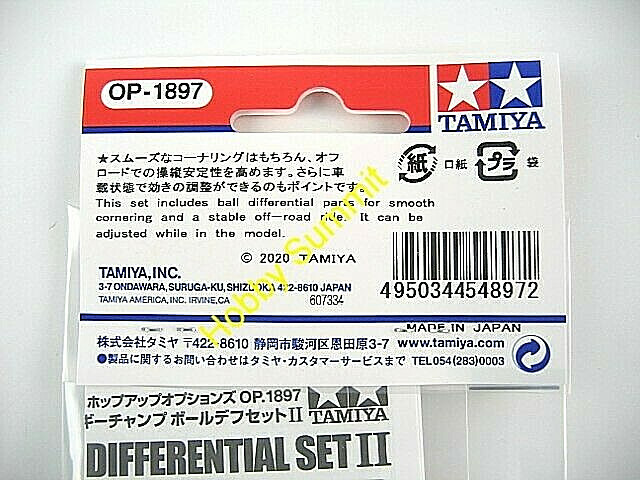 OP-1897
TAMIYA
★スムーズなコーナリングはもちろん、オフ
ロードでの操縦安定性を高めます。さらに車
載状態で効きの調整ができるのもポイントです。
This set includes ball differential parts for smooth
cornering and a stable off-road ride. It can be
adjusted while in the model.
紙 口紙 プラ 袋
© 2020 TAMIYA
TAMIYA, INC.
3-7 ONDAWARA, SURUGA-KU, SHIZUOKA 422-8610 JAPAN
TAMIYA AMERICA, INC. IRVINE, CA
607334
4950344548972
MADE IN JAPAN
株式会社タミヤ 〒422-8610 静岡市駿河区恩田原3-7 www.tamiya.com
●製品に関するお問い合わせはタミヤ・カスタマーサービスまで TEL054(283)0003
Hobby Summit
ホップアップオプションズ OP.1897
ギーチャンプ ボールデフセットII
TAMIYA
DIFFERENTIAL SET II